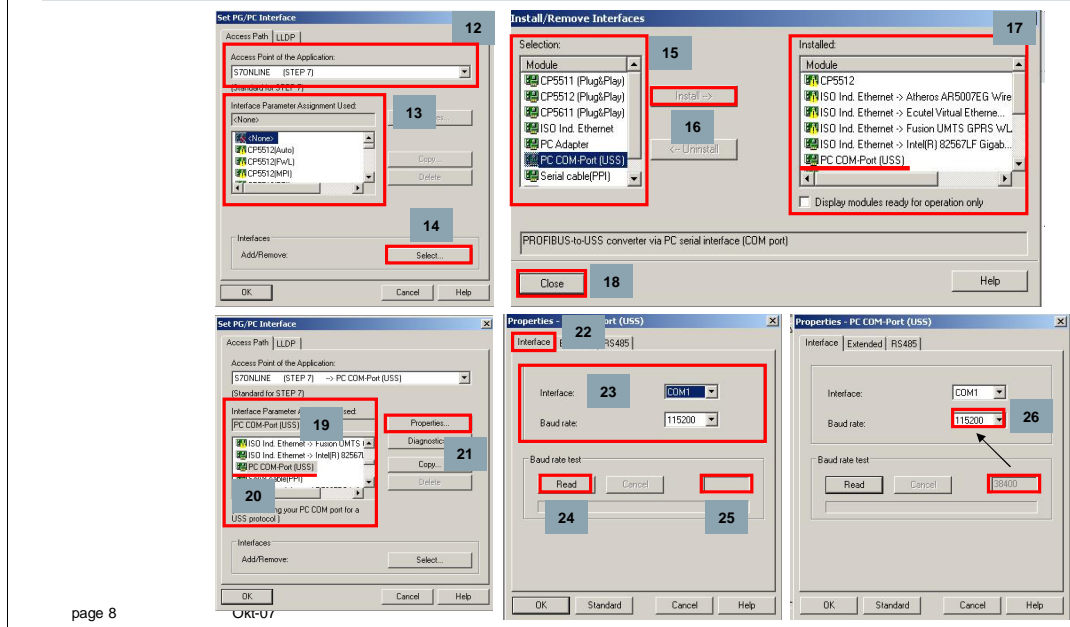 Set PG/PC Interface
12
Access Path
LLDP
Access Point of the Application:
S7ONLINE (STEP 7)
(Standard for STEP 7)
Interface Parameter Assignment Used:
<None>
13
<None>
CP5512(Auto)
CP5512(FWL)
CP5512(MPI)
Copy...
Delete
14
Interfaces
Add/Remove:
Select...
OK
Cancel
Help
Install/Remove Interfaces
17
Selection:
15
Module
CP5511 (Plug&Play)
CP5512 (Plug&Play)
CP5611 (Plug&Play)
ISO Ind. Ethernet
PC Adapter
PC COM-Port (USS)
Serial cable(PPI)
Install -->
16
<-- Uninstall
Installed:
Module
CP5512
ISO Ind. Ethernet -> Atheros AR5007EG Wire
ISO Ind. Ethernet -> Ecutel Virtual Etherne...
ISO Ind. Ethernet -> Fusion UMTS GPRS WL
ISO Ind. Ethernet -> Intel(R) 82567LF Gigab...
PC COM-Port (USS)
Display modules ready for operation only
PROFIBUS-to-USS converter via PC serial interface (COM port)
Close
18
Help
Set PG/PC Interface
Access Path
LLDP
Access Point of the Application:
S7ONLINE (STEP 7) -> PC COM-Port (USS)
(Standard for STEP 7)
Interface Parameter Used:
19
PC COM-Port (USS)
Properties...
ISO Ind. Ethernet -> Fusion UMTS
Diagnostic
21
ISO Ind. Ethernet -> Intel(R) 82567L
PC COM-Port (USS)
Copy...
Delete
20
your PC COM port for a
USS protocol )
Interfaces
Add/Remove:
Select...
OK
Cancel
Help
Properties - Port (USS)
22
Interface
RS485
Interface:
23
COM1
Baud rate:
115200
Baud rate test
Read
Cancel
24
25
OK
Standard
Cancel
Help
Properties - PC COM-Port (USS)
Interface
Extended
RS485
Interface:
COM1
Baud rate:
115200
26
Baud rate test
Read
Cancel
38400
OK
Standard
Cancel
Help
page 8
Okt-07